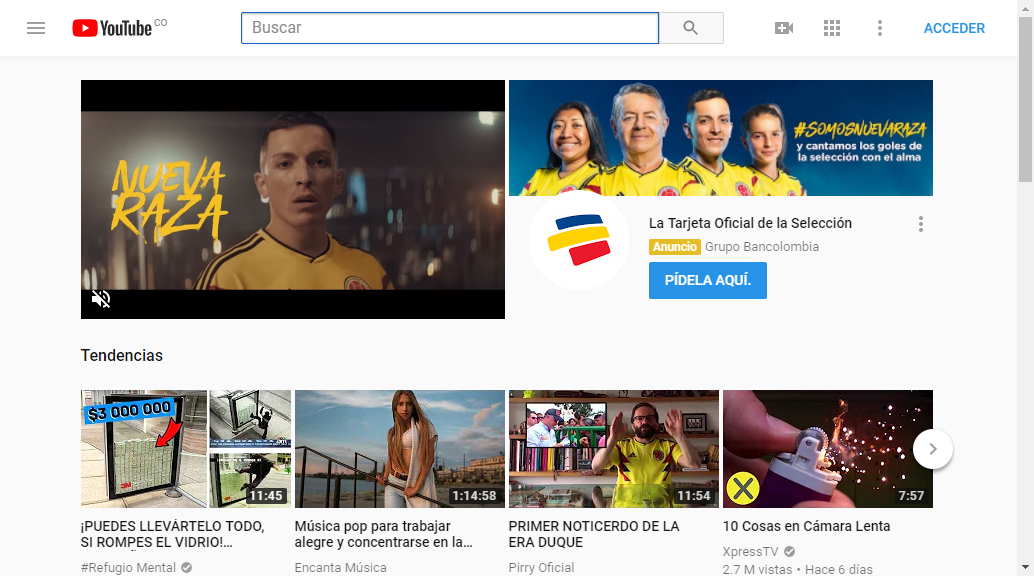 YouTube CO
Buscar
ACCEDER
NUEVA
RAZA
#SOMOSNUEVARAZA
y cantamos los goles de
la selección con el alma
La Tarjeta Oficial de la Selección
Anuncio Grupo Bancolombia
PÍDELA AQUÍ.
Tendencias
$3 000 000
3M
11:45
1:14:58
11:54
7:57
¡PUEDES LLEVÁRTELO TODO,
SI ROMPES EL VIDRIO!...
Música pop para trabajar
alegre y concentrarse en la...
PRIMER NOTICERDO DE LA
ERA DUQUE
10 Cosas en Cámara Lenta
#Refugio Mental
Encanta Música
Pirry Oficial
XpressTV
2.7 M vistas • Hace 6 días